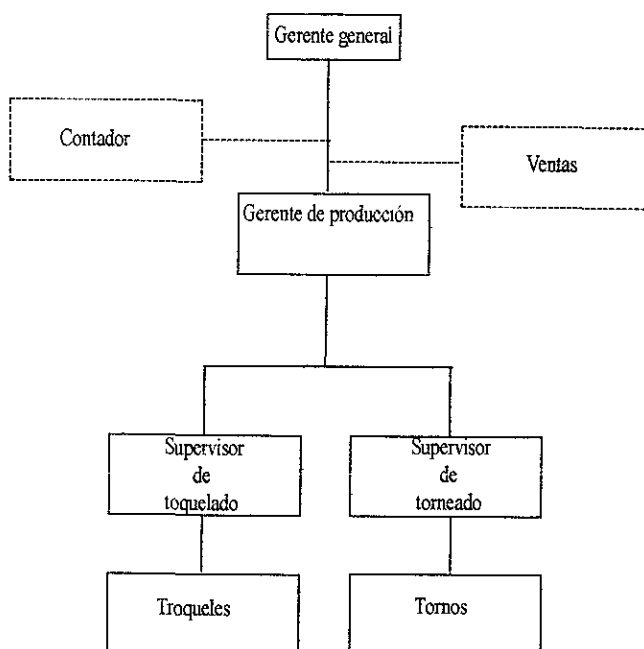 Gerente general
Contador
Ventas
Gerente de producción
Supervisor
de
toquelado
Supervisor
de
torneado
Troqueles
Tornos